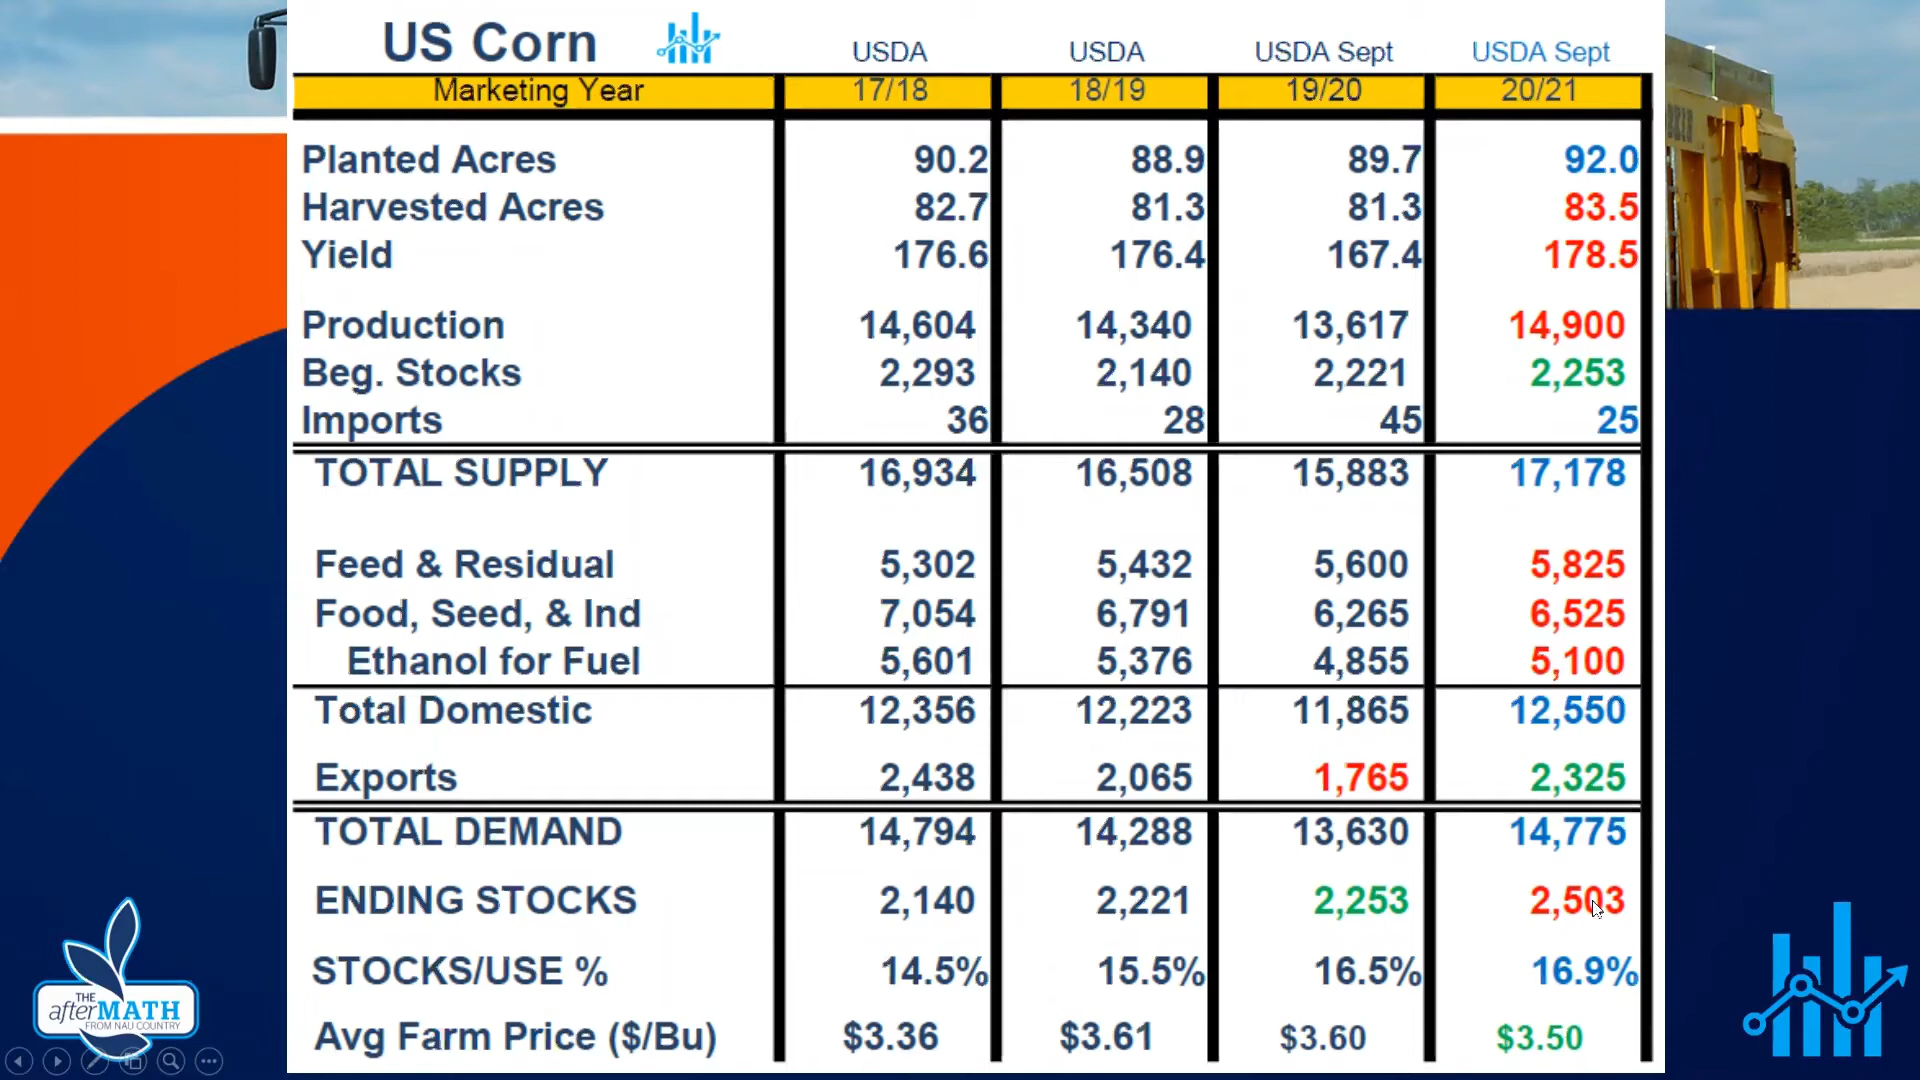 US Corn USDA USDA USDA Sept USDA Sept
Marketing Year 17/18 18/19 19/20 20/21
Planted Acres 90.2 88.9 89.7 92.0
Harvested Acres 82.7 81.3 81.3 83.5
Yield 176.6 176.4 167.4 178.5
Production 14,604 14,340 13,617 14,900
Beg. Stocks 2,293 2,140 2,221 2,253
Imports 36 28 45 25
TOTAL SUPPLY 16,934 16,508 15,883 17,178
Feed & Residual 5,302 5,432 5,600 5,825
Food, Seed, & Ind 7,054 6,791 6,265 6,525
Ethanol for Fuel 5,601 5,376 4,855 5,100
Total Domestic 12,356 12,223 11,865 12,550
Exports 2,438 2,065 1,765 2,325
TOTAL DEMAND 14,794 14,288 13,630 14,775
ENDING STOCKS 2,140 2,221 2,253 2,503
STOCKS/USE % 14.5% 15.5% 16.5% 16.9%
Avg Farm Price ($/Bu) $3.36 $3.61 $3.60 $3.50
THE
afterMATH
FROM NAU COUNTRY